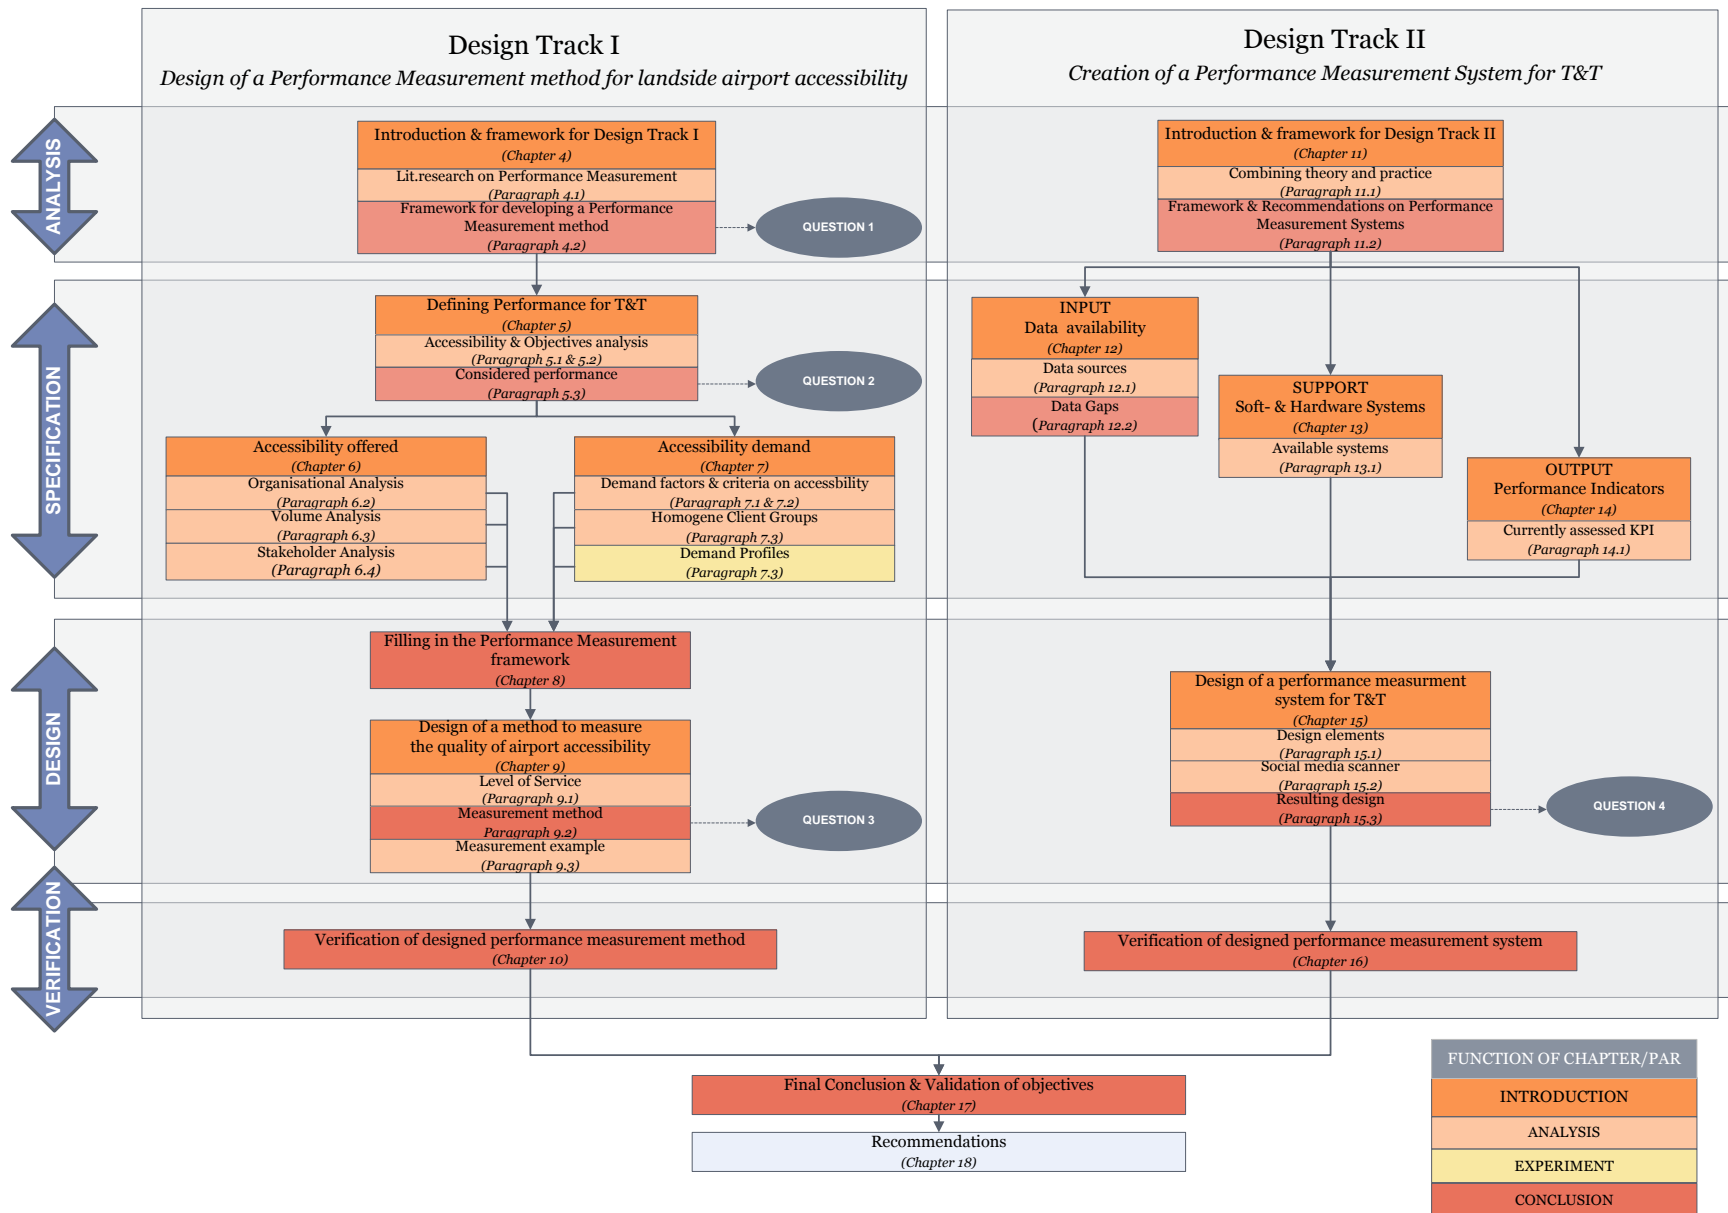 Design Track I
Design of a Performance Measurement method for landside airport accessibility
Design Track II
Creation of a Performance Measurement System for T&T
ANALYSIS
Introduction & framework for Design Track I
(Chapter 4)
Lit.research on Performance Measurement
(Paragraph 4.1)
Framework for developing a Performance
Measurement method
(Paragraph 4.2)
QUESTION 1
Introduction & framework for Design Track II
(Chapter 11)
Combining theory and practice
(Paragraph 11.1)
Framework & Recommendations on Performance
Measurement Systems
(Paragraph 11.2)
SPECIFICATION
Defining Performance for T&T
(Chapter 5)
Accessibility & Objectives analysis
(Paragraph 5.1 & 5.2)
Considered performance
(Paragraph 5.3)
QUESTION 2
Accessibility offered
(Chapter 6)
Organisational Analysis
(Paragraph 6.2)
Volume Analysis
(Paragraph 6.3)
Stakeholder Analysis
(Paragraph 6.4)
Accessibility demand
(Chapter 7)
Demand factors & criteria on accessbility
(Paragraph 7.1 & 7.2)
Homogene Client Groups
(Paragraph 7.3)
Demand Profiles
(Paragraph 7.3)
INPUT
Data availability
(Chapter 12)
Data sources
(Paragraph 12.1)
Data Gaps
(Paragraph 12.2)
SUPPORT
Soft- & Hardware Systems
(Chapter 13)
Available systems
(Paragraph 13.1)
OUTPUT
Performance Indicators
(Chapter 14)
Currently assessed KPI
(Paragraph 14.1)
DESIGN
Filling in the Performance Measurement
framework
(Chapter 8)
Design of a method to measure
the quality of airport accessibility
(Chapter 9)
Level of Service
(Paragraph 9.1)
Measurement method
Paragraph 9.2)
Measurement example
(Paragraph 9.3)
QUESTION 3
Design of a performance measurment
system for T&T
(Chapter 15)
Design elements
(Paragraph 15.1)
Social media scanner
(Paragraph 15.2)
Resulting design
(Paragraph 15.3)
QUESTION 4
VERIFICATION
Verification of designed performance measurement method
(Chapter 10)
Verification of designed performance measurement system
(Chapter 16)
Final Conclusion & Validation of objectives
(Chapter 17)
Recommendations
(Chapter 18)
FUNCTION OF CHAPTER/PAR
INTRODUCTION
ANALYSIS
EXPERIMENT
CONCLUSION